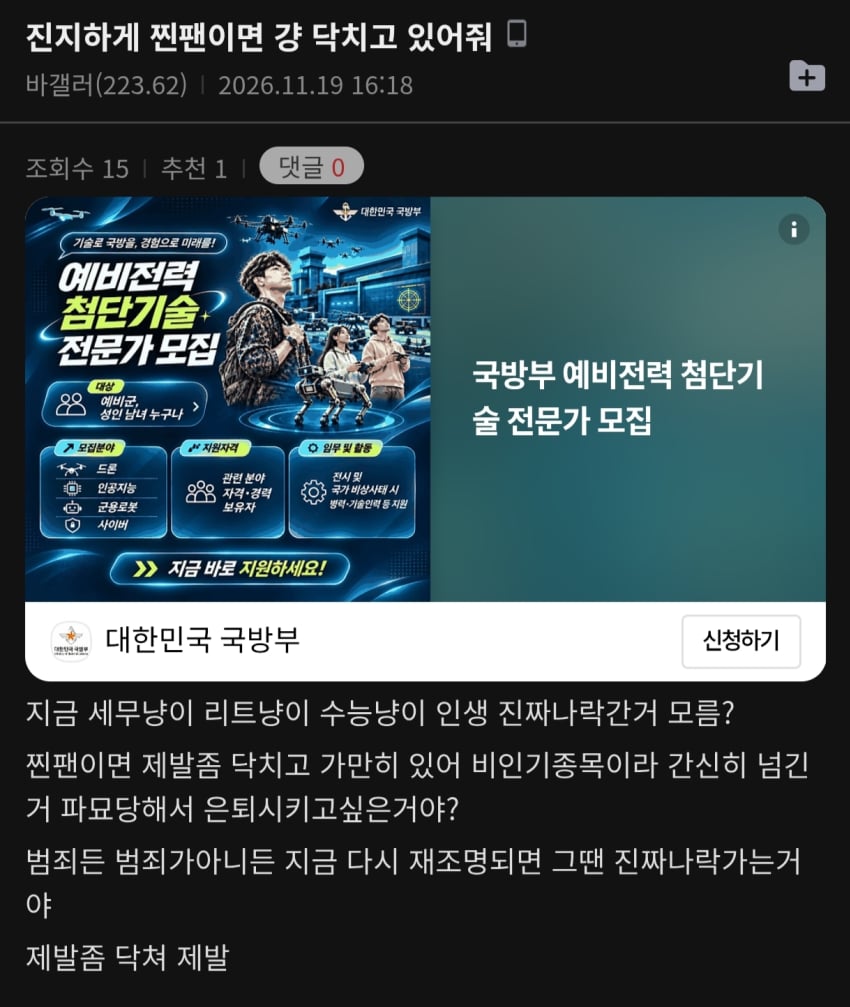 진지하게 찐팬이면 걍 닥치고 있어줘
바갤러(223.62) | 2026.11.19 16:18
조회수 15 | 추천 1 | 댓글 0
대한민국 국방부
기술로 국방을, 경험으로 미래를!
예비전력
첨단기술
전문가 모집
대상
예비군,
성인 남녀 누구나
모집분야
드론
인공지능
군용로봇
사이버
지원자격
관련 분야
자격·경력
보유자
임무 및 활동
전시 및
국가 비상사태 시
병력·기술인력 등 지원
지금 바로 지원하세요!
국방부 예비전력 첨단기
술 전문가 모집
대한민국 국방부
신청하기
지금 세무냥이 리트냥이 수능냥이 인생 진짜나락간거 모름?
찐팬이면 제발좀 닥치고 가만히 있어 비인기종목이라 간신히 넘긴
거 파묘당해서 은퇴시키고싶은거야?
범죄든 범죄가아니든 지금 다시 재조명되면 그땐 진짜나락가는거
야
제발좀 닥쳐 제발